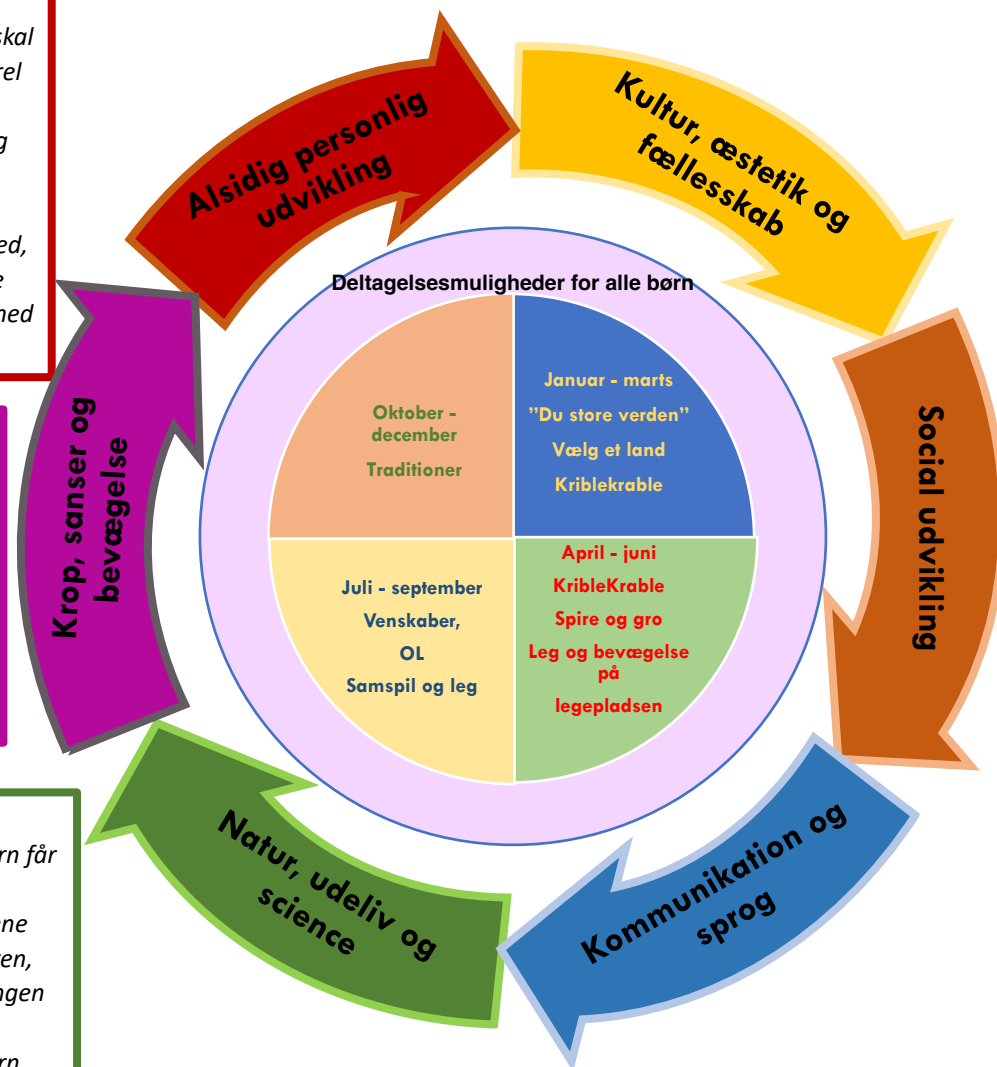 skal
rel
g
ed,
e
ned
rn får
ene
en,
ngen
rn
Alsidig personlig
udvikling
Kultur, æstetik og
fællesskab
Social udvikling
Kommunikation og
sprog
Natur, udeliv og
science
Krop, sanser og
bevægelse
Deltagelsesmuligheder for alle børn
Oktober -
december
Traditioner
Januar - marts
”Du store verden”
Vælg et land
Kriblekrable
Juli - september
Venskaber,
OL
Samspil og leg
April - juni
KribleKrable
Spire og gro
Leg og bevægelse
på
legepladsen